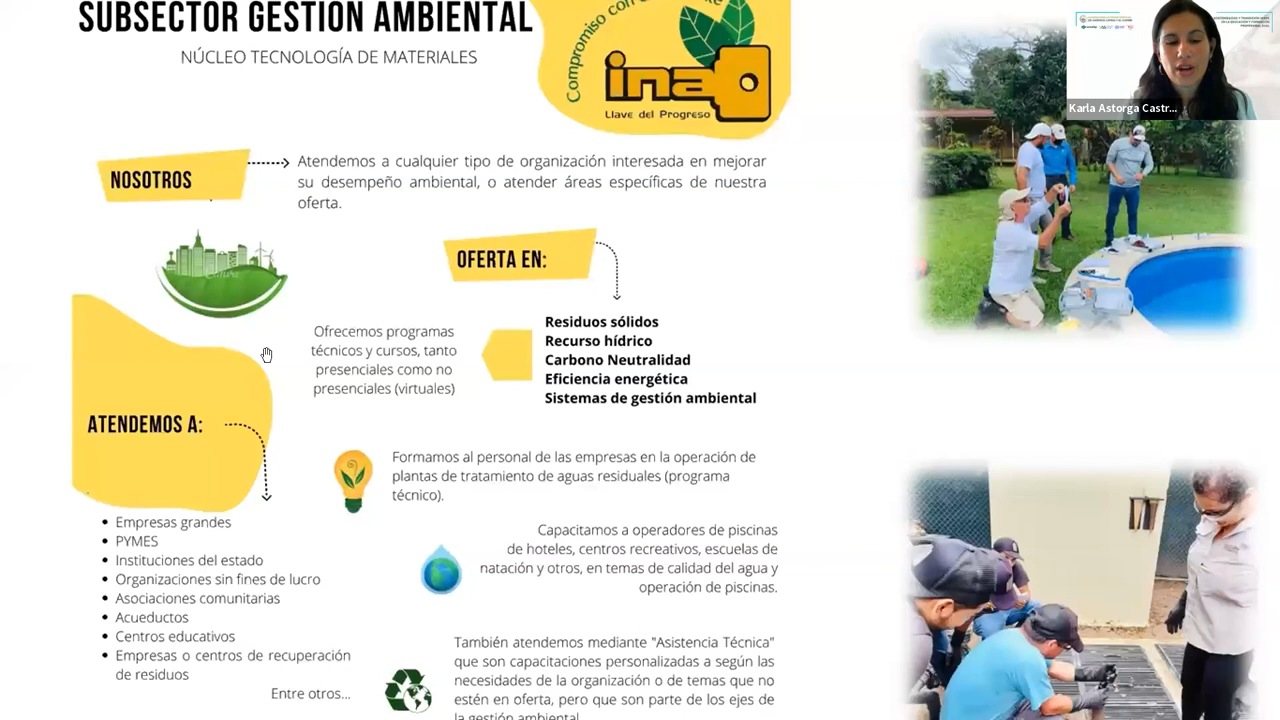 SUBSECTOR GESTIÓN AMBIENTAL
NÚCLEO TECNOLOGÍA DE MATERIALES
Compromiso con
ina
Llave del Progreso
Karla Astorga Castr...
NOSOTROS
Atendemos a cualquier tipo de organización interesada en mejorar
su desempeño ambiental, o atender áreas específicas de nuestra
oferta.
OFERTA EN:
Residuos sólidos
Recurso hídrico
Carbono Neutralidad
Eficiencia energética
Sistemas de gestión ambiental
Ofrecemos programas
técnicos y cursos, tanto
presenciales como no
presenciales (virtuales)
ATENDEMOS A:
Empresas grandes
PYMES
Instituciones del estado
Organizaciones sin fines de lucro
Asociaciones comunitarias
Acueductos
Centros educativos
Empresas o centros de recuperación
de residuos
Entre otros...
Formamos al personal de las empresas en la operación de
plantas de tratamiento de aguas residuales (programa
técnico).
Capacitamos a operadores de piscinas
de hoteles, centros recreativos, escuelas de
natación y otros, en temas de calidad del agua y
operación de piscinas.
También atendemos mediante "Asistencia Técnica"
que son capacitaciones personalizadas a según las
necesidades de la organización o de temas que no
estén en oferta, pero que son parte de los ejes de
la gestión ambiental